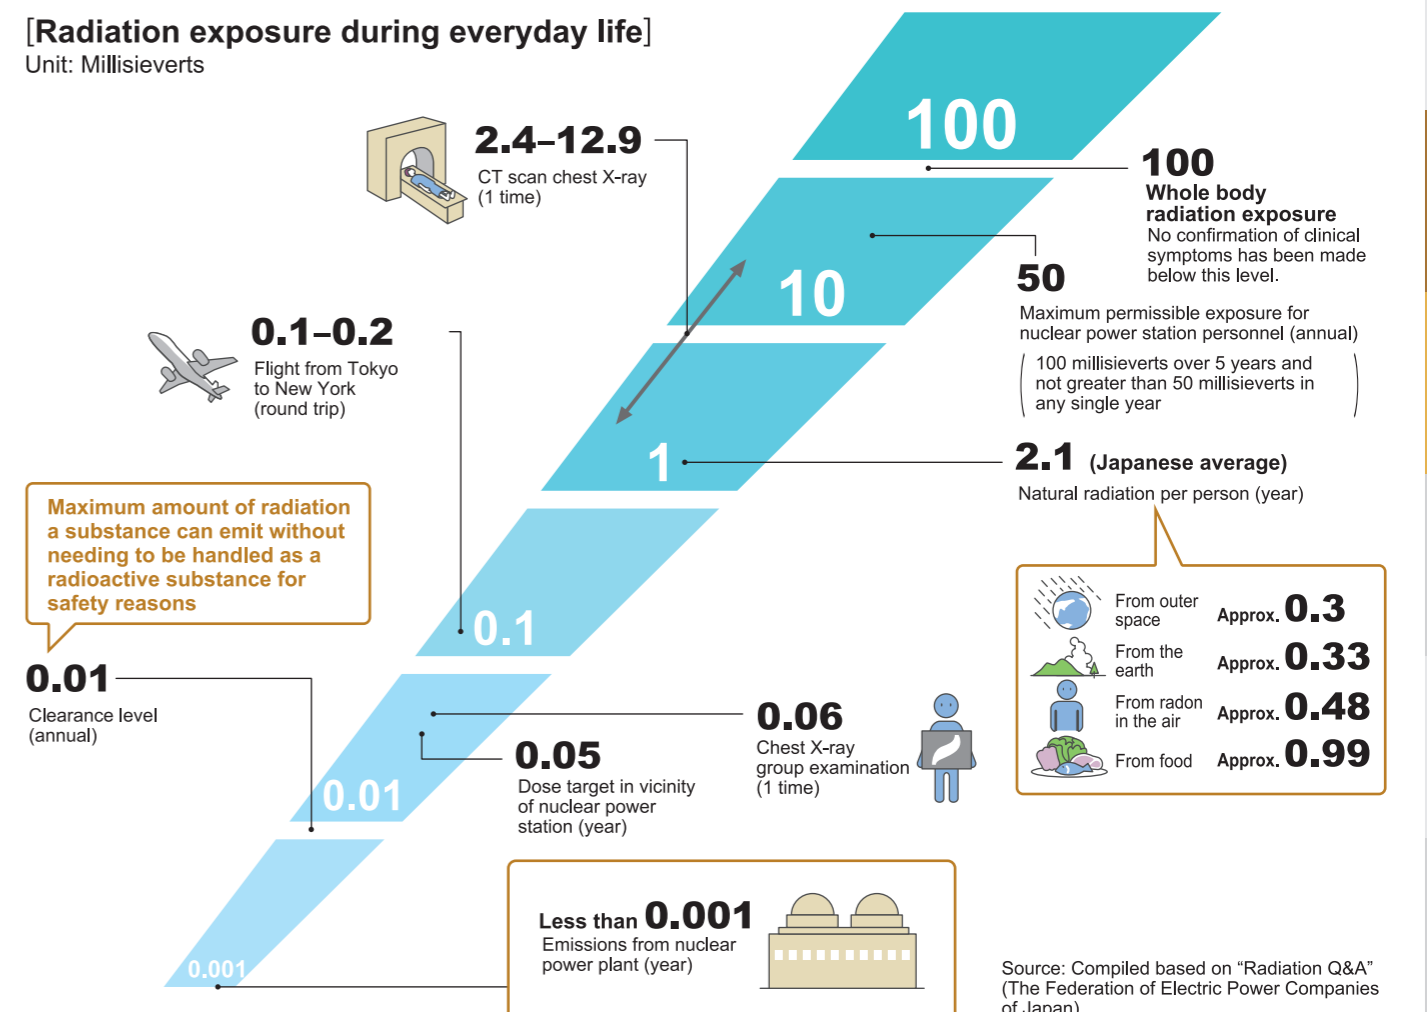 [Radiation exposure during everyday life]
Unit: Millisieverts
100
2.4–12.9
CT scan chest X-ray
(1 time)
100
Whole body
radiation exposure
No confirmation of clinical
symptoms has been made
below this level.
10
50
Maximum permissible exposure for
nuclear power station personnel (annual)
100 millisieverts over 5 years and
not greater than 50 millisieverts in
any single year
0.1–0.2
Flight from Tokyo
to New York
(round trip)
1
2.1 (Japanese average)
Natural radiation per person (year)
From outer
space
Approx. 0.3
From the
earth
Approx. 0.33
From radon
in the air
Approx. 0.48
From food
Approx. 0.99
Maximum amount of radiation
a substance can emit without
needing to be handled as a
radioactive substance for
safety reasons
0.1
0.01
Clearance level
(annual)
0.06
Chest X-ray
group examination
(1 time)
0.05
Dose target in vicinity
of nuclear power
station (year)
0.01
Less than 0.001
Emissions from nuclear
power plant (year)
0.001
Source: Compiled based on “Radiation Q&A”
(The Federation of Electric Power Companies
of Japan)